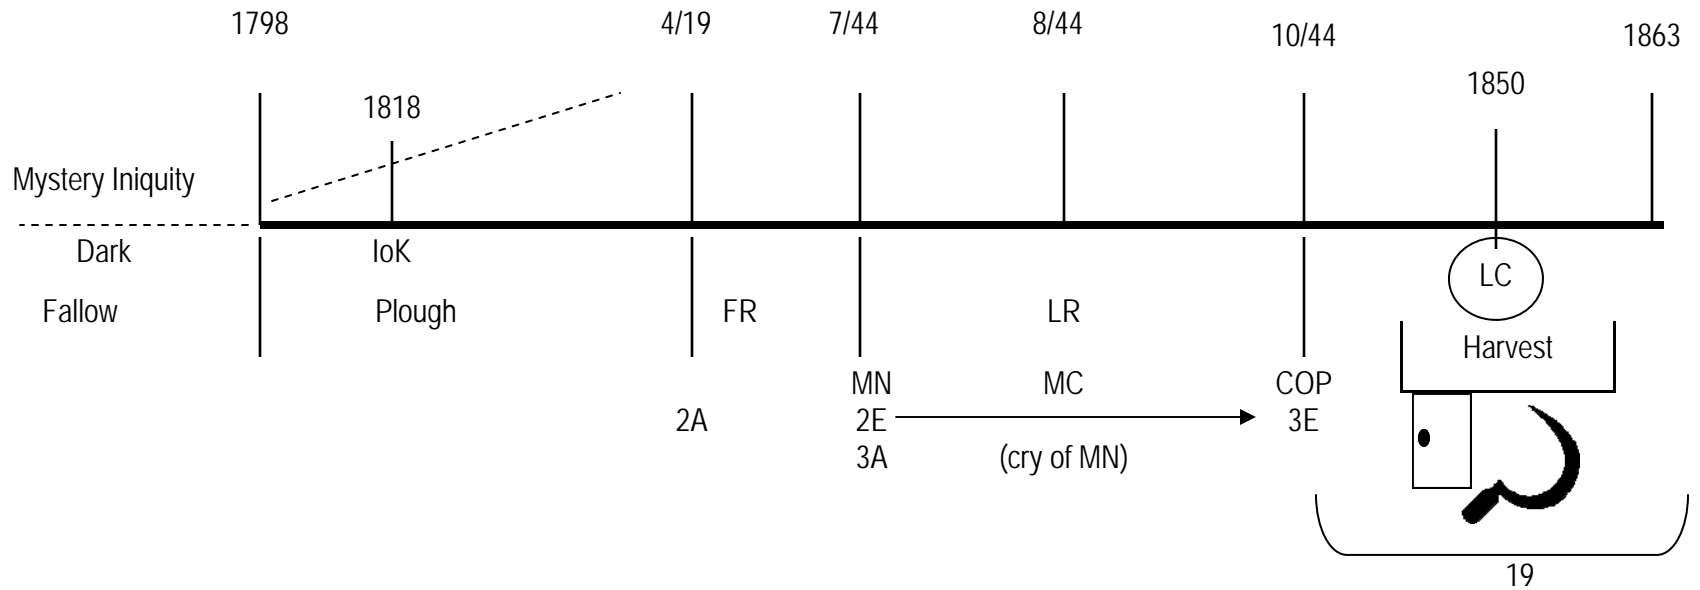 1798
4/19
7/44
8/44
10/44
1863
1818
1850
Mystery Iniquity
Dark
IoK
LC
Fallow
Plough
FR
LR
Harvest
MN
MC
COP
2A
2E
3E
3A
(cry of MN)
19